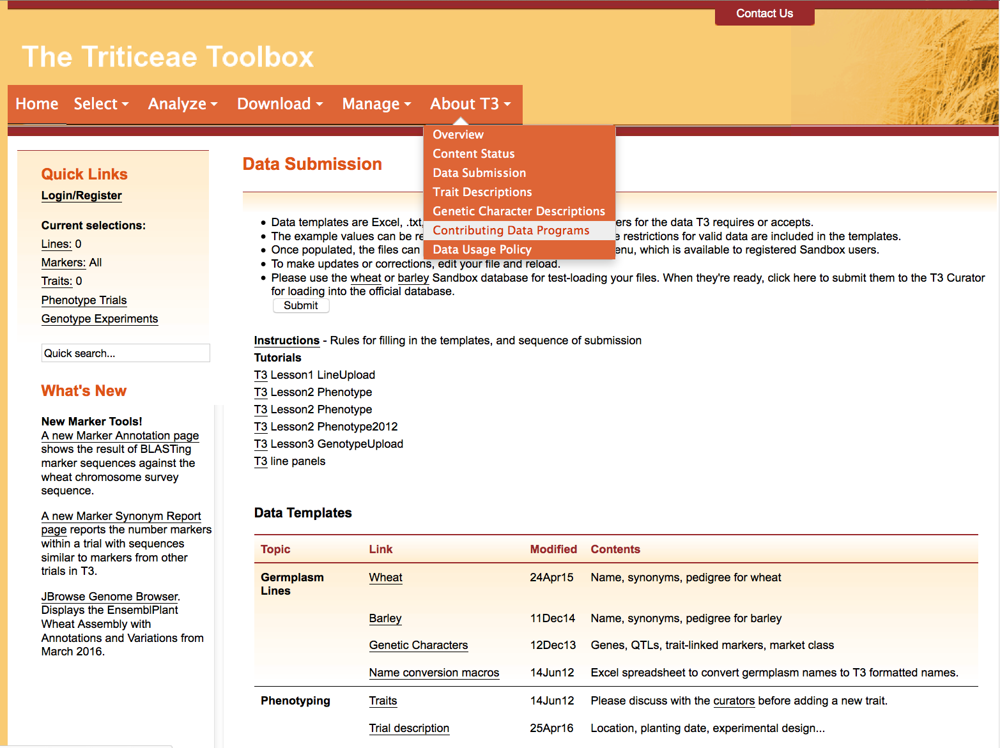 Contact Us
The Triticeae Toolbox
Home Select Analyze Download Manage About T3
Overview
Content Status
Data Submission
Trait Descriptions
Genetic Character Descriptions
Contributing Data Programs
Data Usage Policy
Quick Links
Login/Register
Current selections:
Lines: 0
Markers: All
Traits: 0
Phenotype Trials
Genotype Experiments
Quick search...
What's New
New Marker Tools!
A new Marker Annotation page
shows the result of BLASTing
marker sequences against the
wheat chromosome survey
sequence.
A new Marker Synonym Report
page reports the number markers
within a trial with sequences
similar to markers from other
trials in T3.
JBrowse Genome Browser.
Displays the EnsemblPlant
Wheat Assembly with
Annotations and Variations from
March 2016.
Data Submission
• Data templates are Excel, .txt, ers for the data T3 requires or accepts.
• The example values can be re e restrictions for valid data are included in the templates.
• Once populated, the files can enu, which is available to registered Sandbox users.
• To make updates or corrections, edit your file and reload.
• Please use the wheat or barley Sandbox database for test-loading your files. When they're ready, click here to submit them to the T3 Curator
for loading into the official database.
Submit
Instructions - Rules for filling in the templates, and sequence of submission
Tutorials
T3 Lesson1 LineUpload
T3 Lesson2 Phenotype
T3 Lesson2 Phenotype
T3 Lesson2 Phenotype2012
T3 Lesson3 GenotypeUpload
T3 line panels
Data Templates
Topic Link Modified Contents
Germplasm Wheat 24Apr15 Name, synonyms, pedigree for wheat
Lines
Barley 11Dec14 Name, synonyms, pedigree for barley
Genetic Characters 12Dec13 Genes, QTLs, trait-linked markers, market class
Name conversion macros 14Jun12 Excel spreadsheet to convert germplasm names to T3 formatted names.
Phenotyping Traits 14Jun12 Please discuss with the curators before adding a new trait.
Trial description 25Apr16 Location, planting date, experimental design...